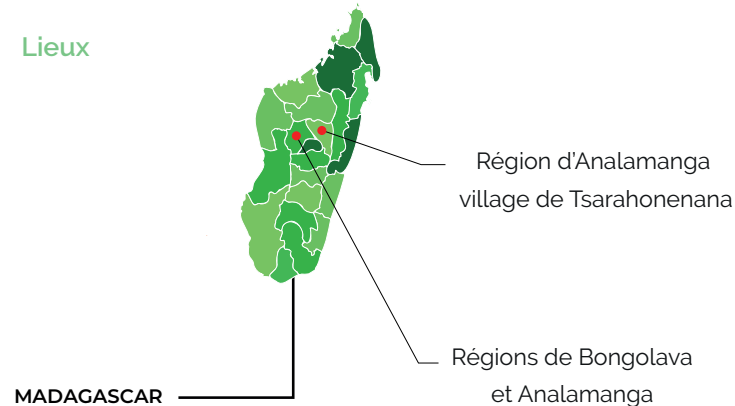 Lieux
Région d'Analamanga
village de Tsarahonenana
Régions de Bongolava
et Analamanga
MADAGASCAR